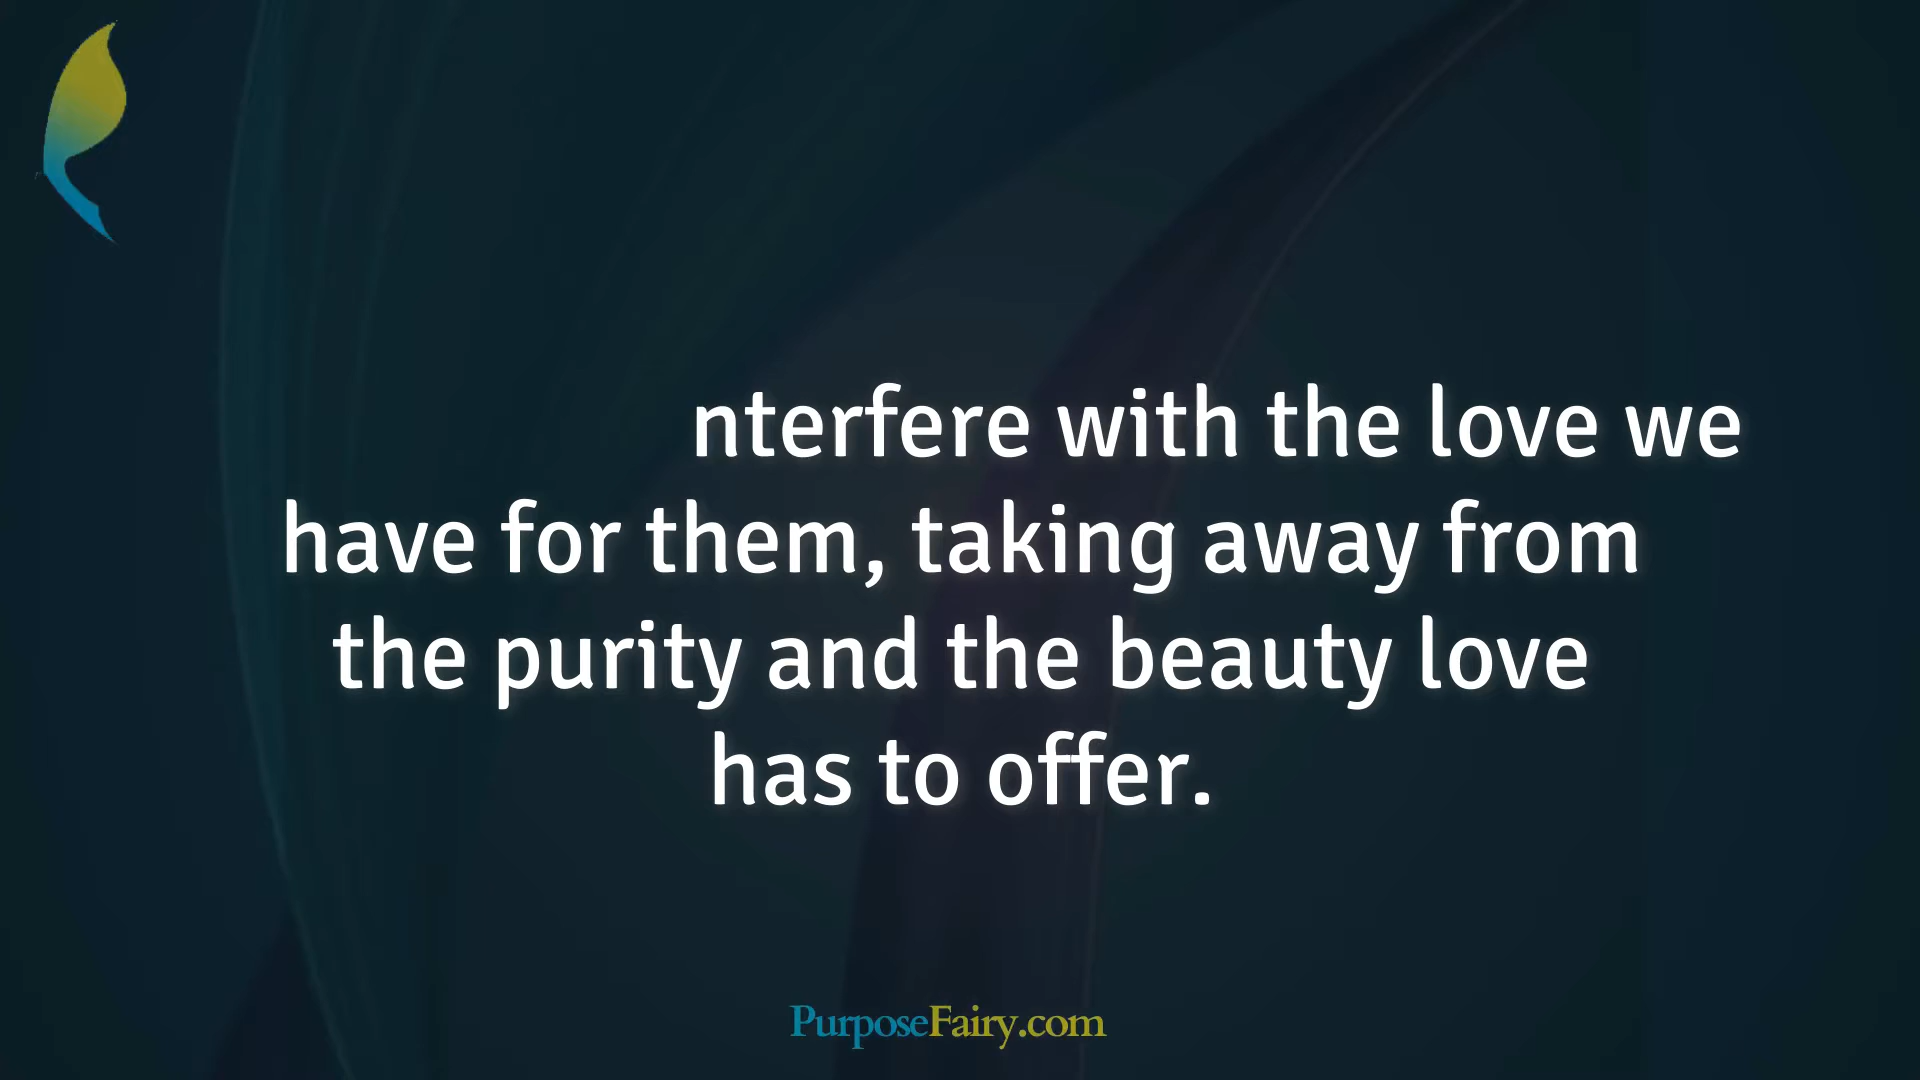 nterfere with the love we
have for them, taking away from
the purity and the beauty love
has to offer.
PurposeFairy.com